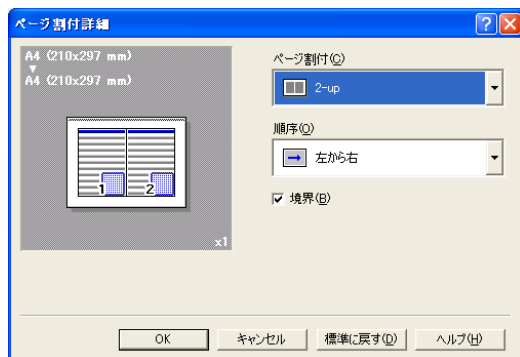 ページ割付詳細
A4 (210x297 mm)
A4 (210x297 mm)
ページ割付(C)
2-up
順序(O)
左から右
1 2
境界(B)
x1
OK キャンセル 標準に戻す(D) ヘルプ(H)